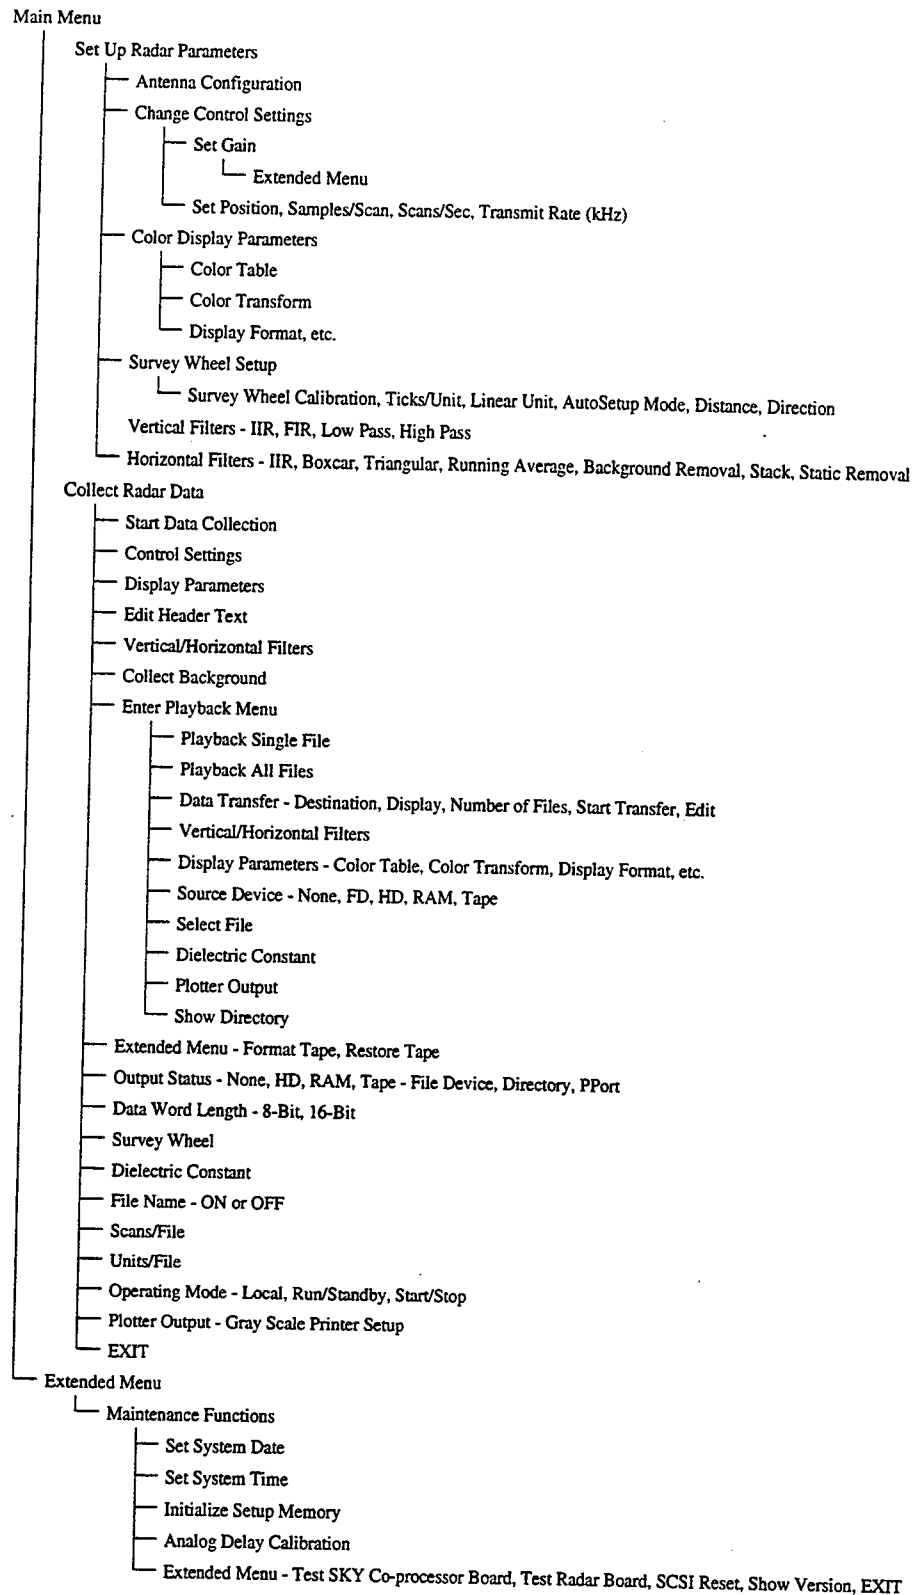 Main Menu
Set Up Radar Parameters
Antenna Configuration
Change Control Settings
Set Gain
Extended Menu
Set Position, Samples/Scan, Scans/Sec, Transmit Rate (kHz)
Color Display Parameters
Color Table
Color Transform
Display Format, etc.
Survey Wheel Setup
Survey Wheel Calibration, Ticks/Unit, Linear Unit, AutoSetup Mode, Distance, Direction
Vertical Filters - IIR, FIR, Low Pass, High Pass
Horizontal Filters - IIR, Boxcar, Triangular, Running Average, Background Removal, Stack, Static Removal
Collect Radar Data
Start Data Collection
Control Settings
Display Parameters
Edit Header Text
Vertical/Horizontal Filters
Collect Background
Enter Playback Menu
Playback Single File
Playback All Files
Data Transfer - Destination, Display, Number of Files, Start Transfer, Edit
Vertical/Horizontal Filters
Display Parameters - Color Table, Color Transform, Display Format, etc.
Source Device - None, FD, HD, RAM, Tape
Select File
Dielectric Constant
Plotter Output
Show Directory
Extended Menu - Format Tape, Restore Tape
Output Status - None, HD, RAM, Tape - File Device, Directory, PPort
Data Word Length - 8-Bit, 16-Bit
Survey Wheel
Dielectric Constant
File Name - ON or OFF
Scans/File
Units/File
Operating Mode - Local, Run/Standby, Start/Stop
Plotter Output - Gray Scale Printer Setup
EXIT
Extended Menu
Maintenance Functions
Set System Date
Set System Time
Initialize Setup Memory
Analog Delay Calibration
Extended Menu - Test SKY Co-processor Board, Test Radar Board, SCSI Reset, Show Version, EXIT